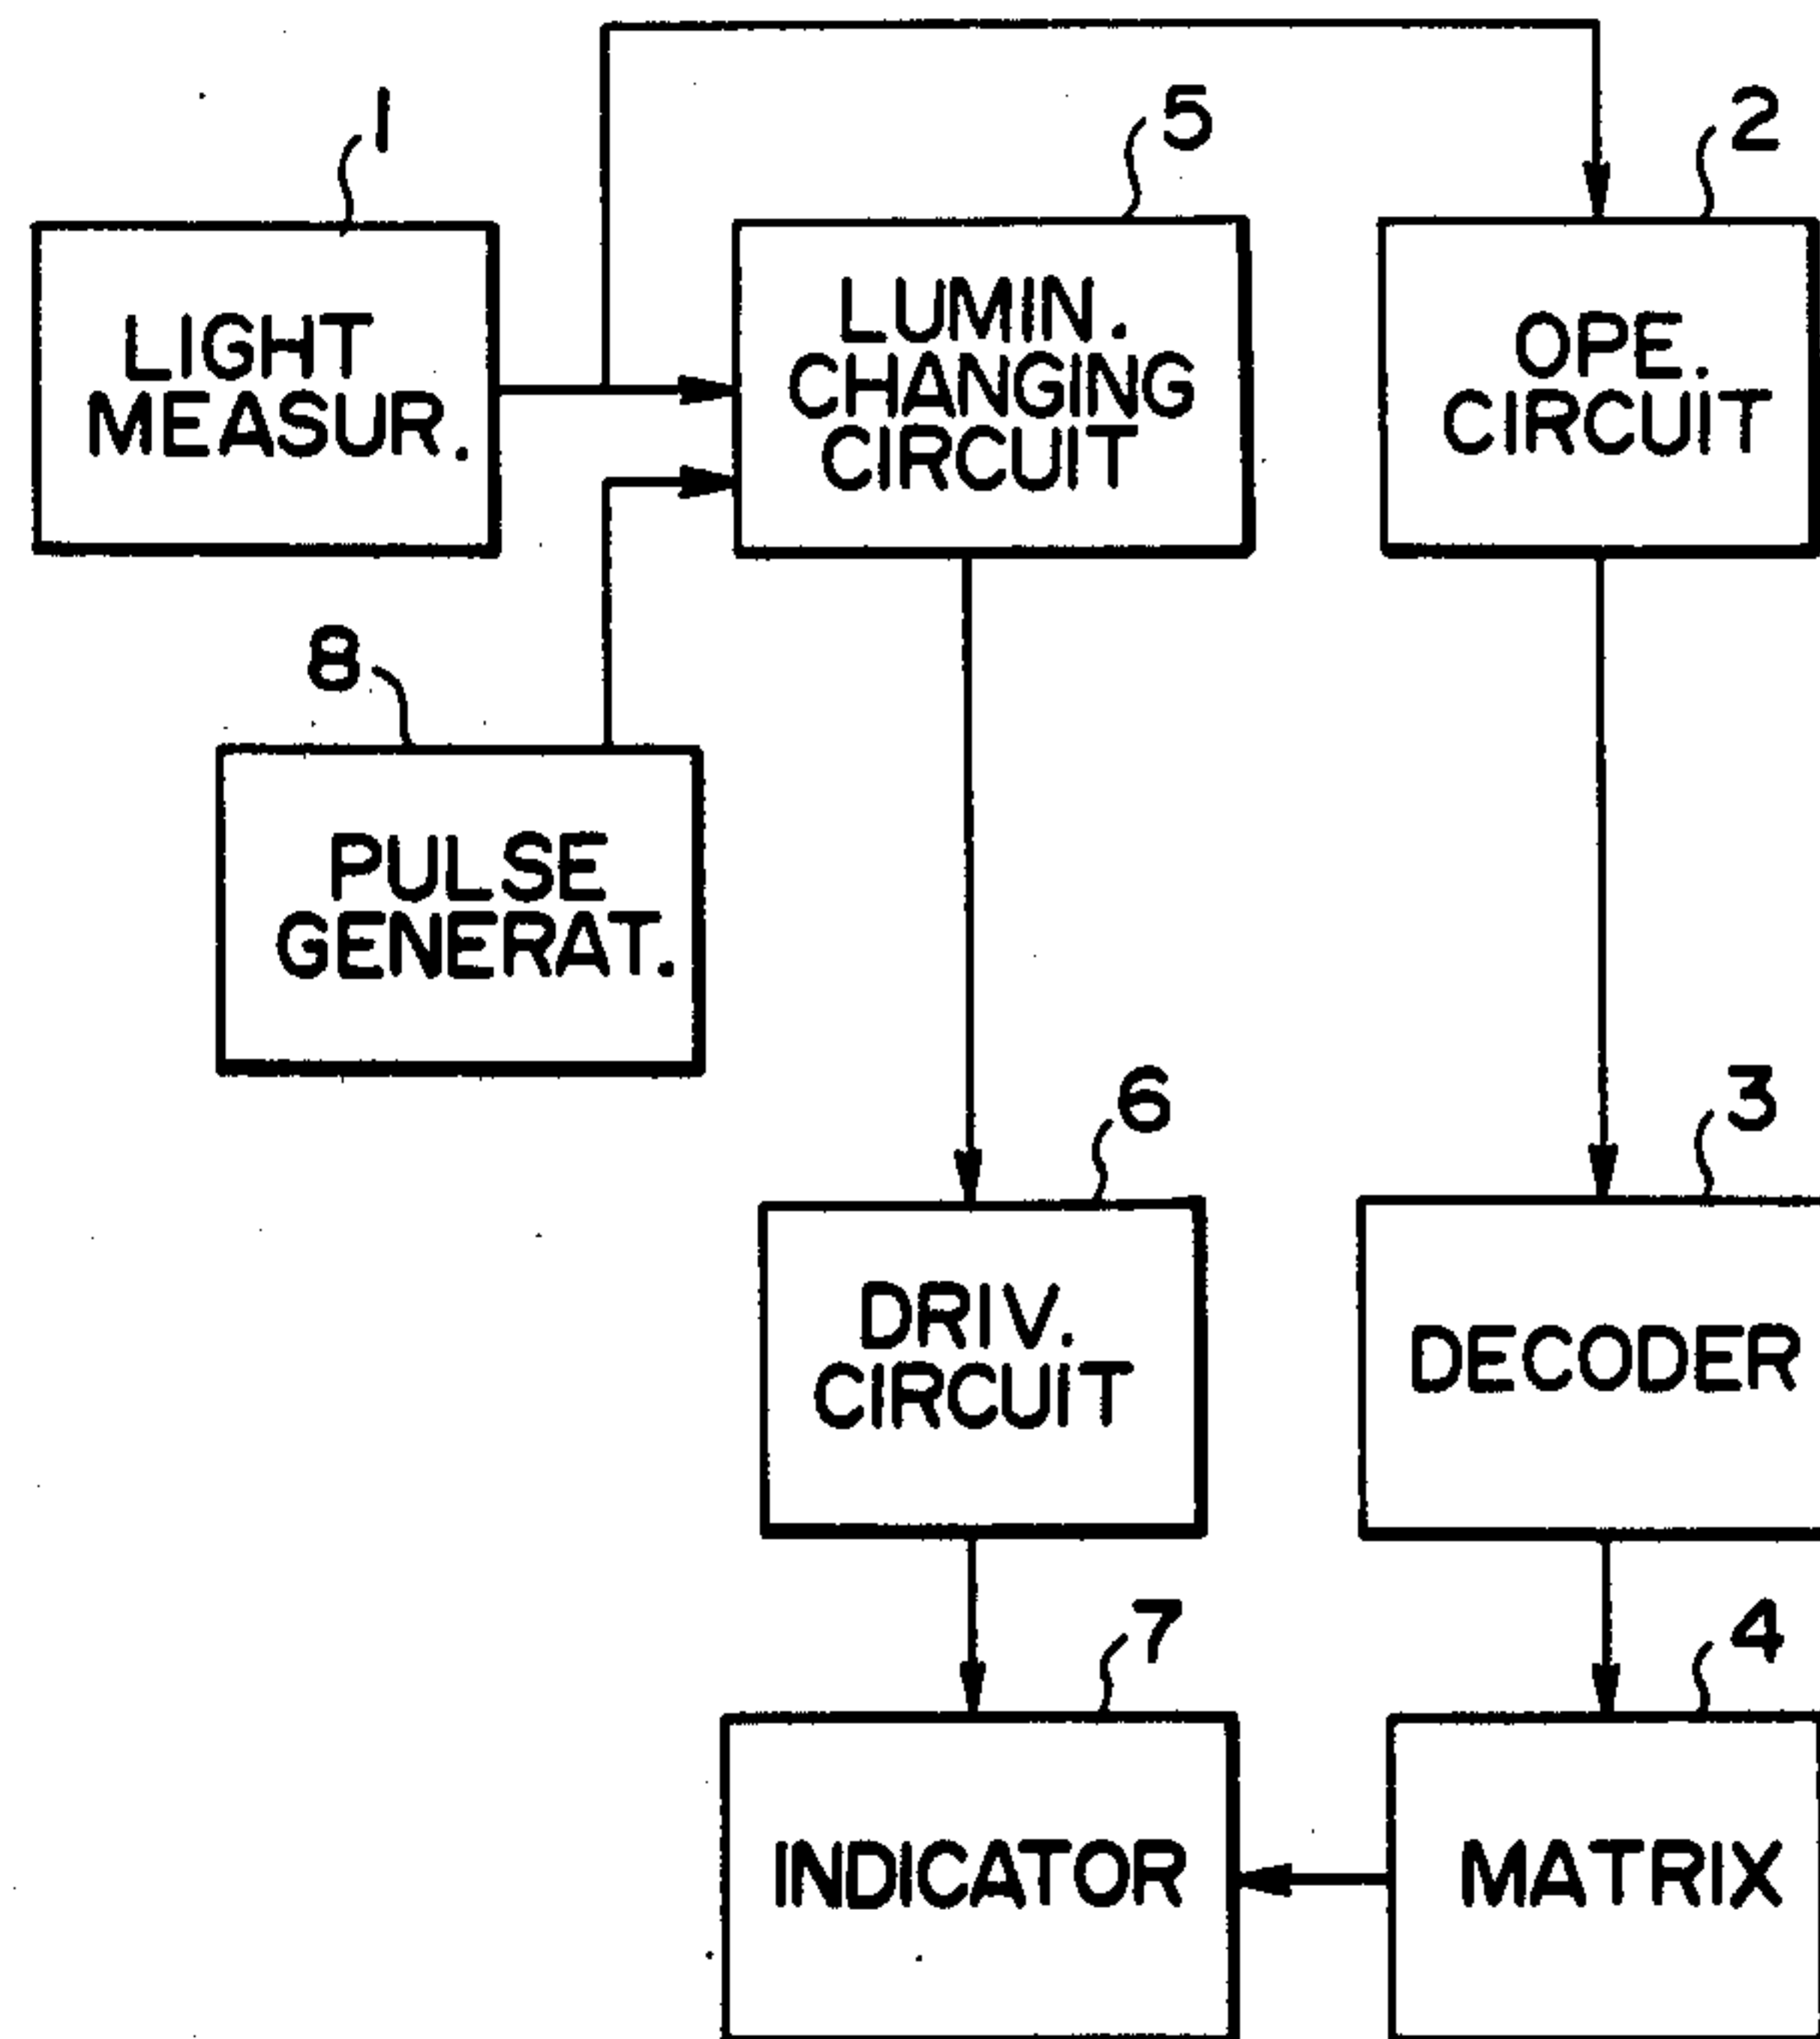 1
5
2
LIGHT
MEASUR.
LUMIN.
CHANGING
CIRCUIT
OPE.
CIRCUIT
8
PULSE
GENERAT.
6
3
DRIV.
CIRCUIT
DECODER
7
4
INDICATOR
MATRIX